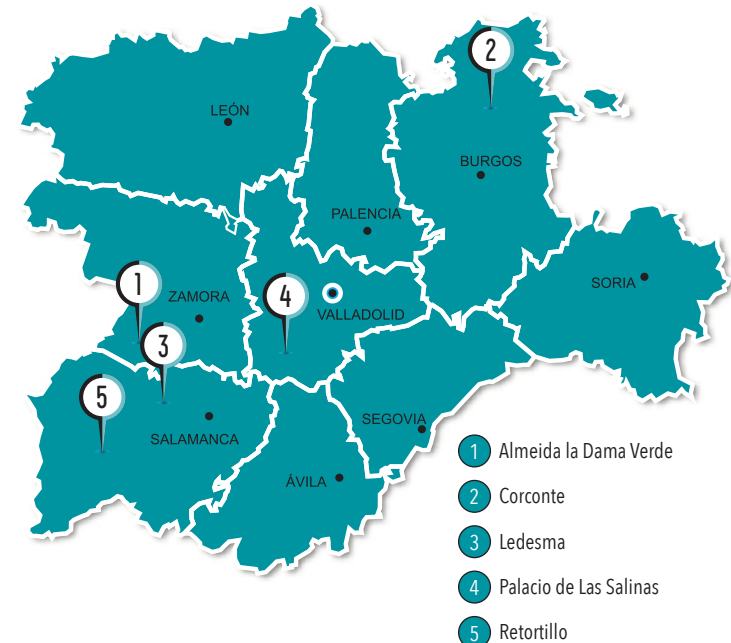 2
LEÓN
BURGOS
PALENCIA
1
ZAMORA
4
VALLADOLID
SORIA
3
5
SALAMANCA
SEGOVIA
ÁVILA
1 Almeida la Dama Verde
2 Corconte
3 Ledesma
4 Palacio de Las Salinas
5 Retortillo